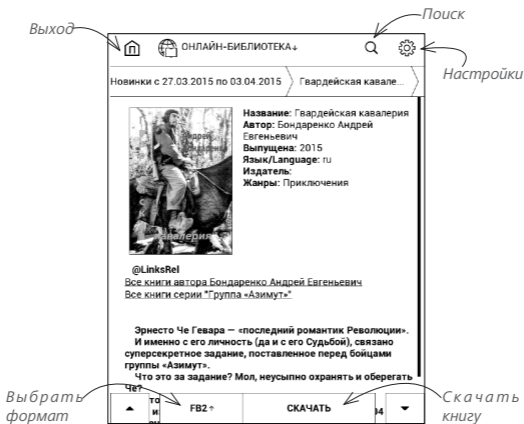 Поиск
Выход
ОНЛАЙН-БИБЛИОТЕКА↓
Настройки
Новинки с 27.03.2015 по 03.04.2015
Гвардейская кавале...
Название: Гвардейская кавалерия
Автор: Бондаренко Андрей
Евгеньевич
Выпущена: 2015
Язык/Language: ru
Издатель:
Жанры: Приключения
Андрей
Бондаренко
кавалерия
@LinksRel
Все книги автора Бондаренко Андрей Евгеньевич
Все книги серии "Группа «Азимут»"
Эрнесто Че Гевара — «последний романтик Революции».
И именно с его личность (да и с его Судьбой), связано
суперсекретное задание, поставленное перед бойцами
группы «Азимут».
Что это за задание? Мол, неусыпно охранять и оберегать
Че?
Выбрать
формат
FB2↑
СКАЧАТЬ
Скачать
книгу